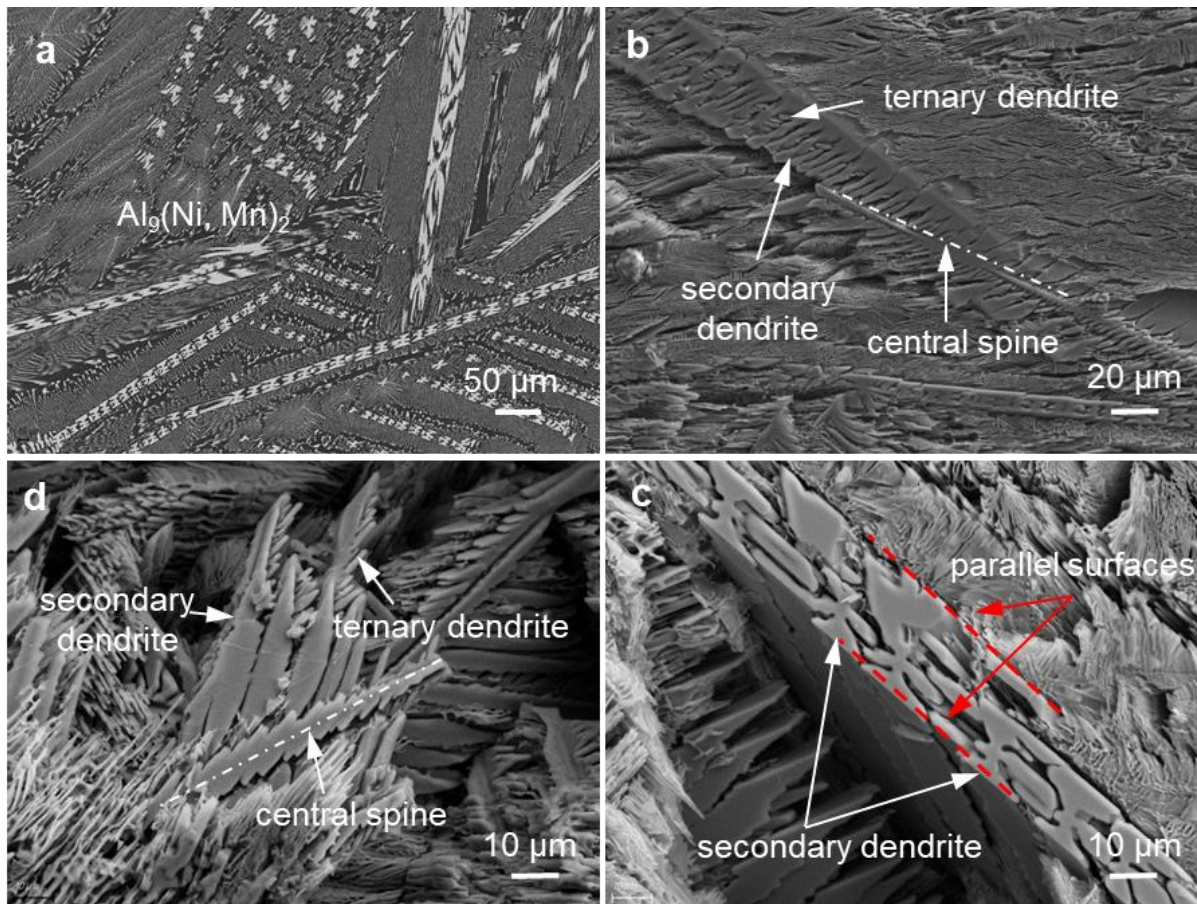 a
Al₉(Ni, Mn)₂
50 μm
b
ternary dendrite
secondary
dendrite
central spine
20 μm
d
secondary
dendrite
ternary dendrite
central spine
10 μm
c
parallel surfaces
secondary dendrite
10 μm